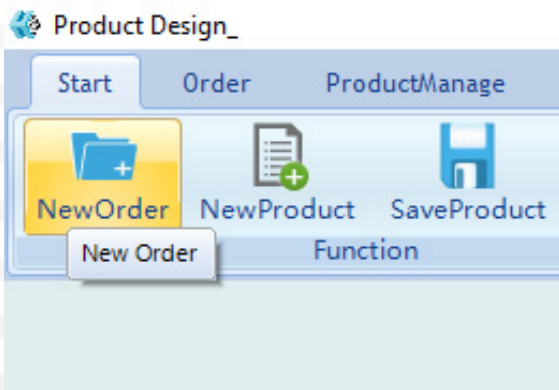 Product Design_
Start Order ProductManage
NewOrder NewProduct SaveProduct
New Order
Function